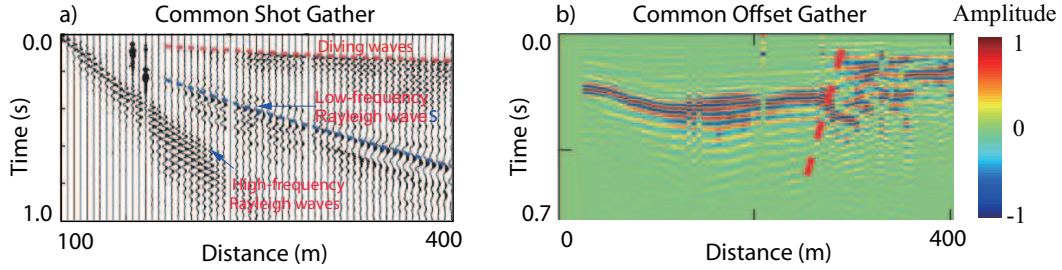 a) Common Shot Gather
0.0
Time (s)
1.0
Diving waves
Low-frequency
Rayleigh wave S
High-frequency
Rayleigh waves
100 400
Distance (m)
b) Common Offset Gather
0.0
Time (s)
0.7
0 400
Distance (m)
Amplitude
1
0
-1